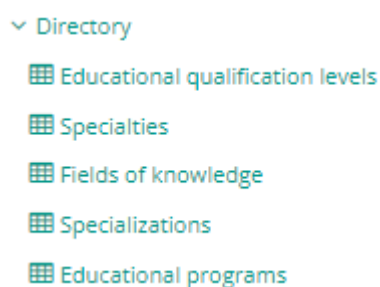 Directory
Educational qualification levels
Specialties
Fields of knowledge
Specializations
Educational programs